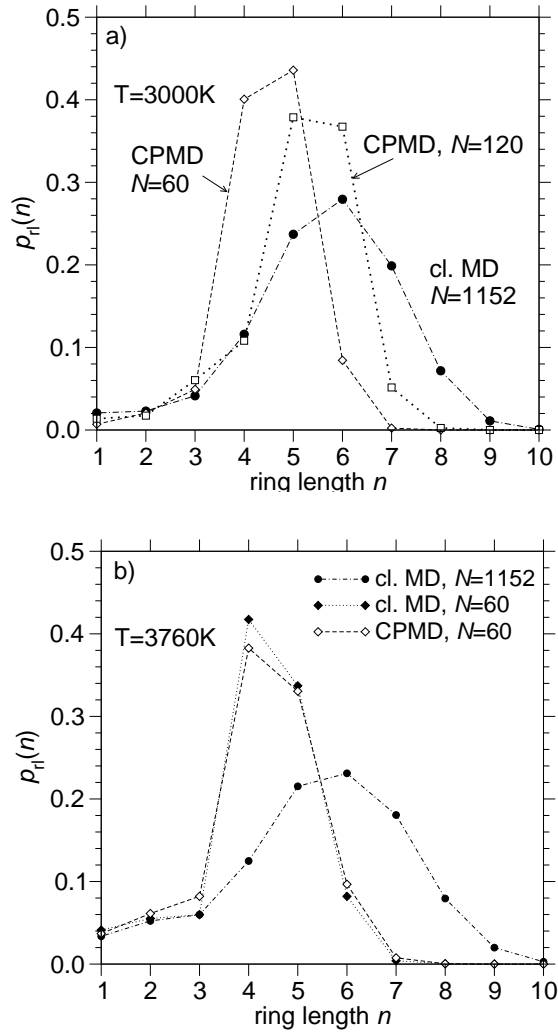 0.5
a)
0.4
T=3000K
CPMD
N=60
CPMD, N=120
0.3
0.2
cl. MD
N=1152
0.1
0.0
p_rl(n)
1 2 3 4 5 6 7 8 9 10
ring length n
0.5
b)
cl. MD, N=1152
cl. MD, N=60
CPMD, N=60
0.4
T=3760K
0.3
0.2
0.1
0.0
p_rl(n)
1 2 3 4 5 6 7 8 9 10
ring length n